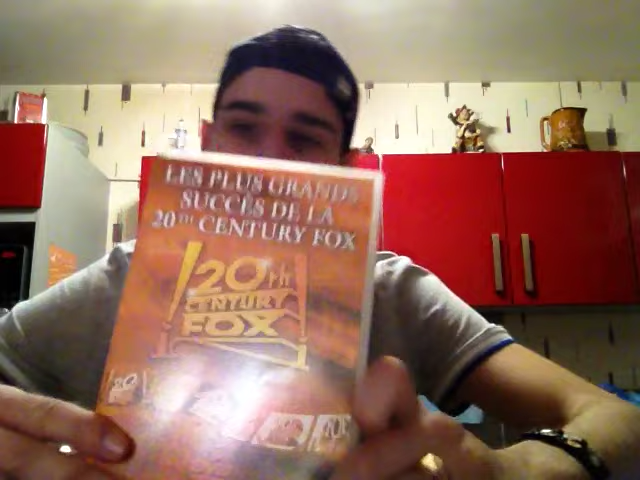 LES PLUS GRANDS
SUCCÈS DE LA
20TH CENTURY FOX
20th
CENTURY
FOX